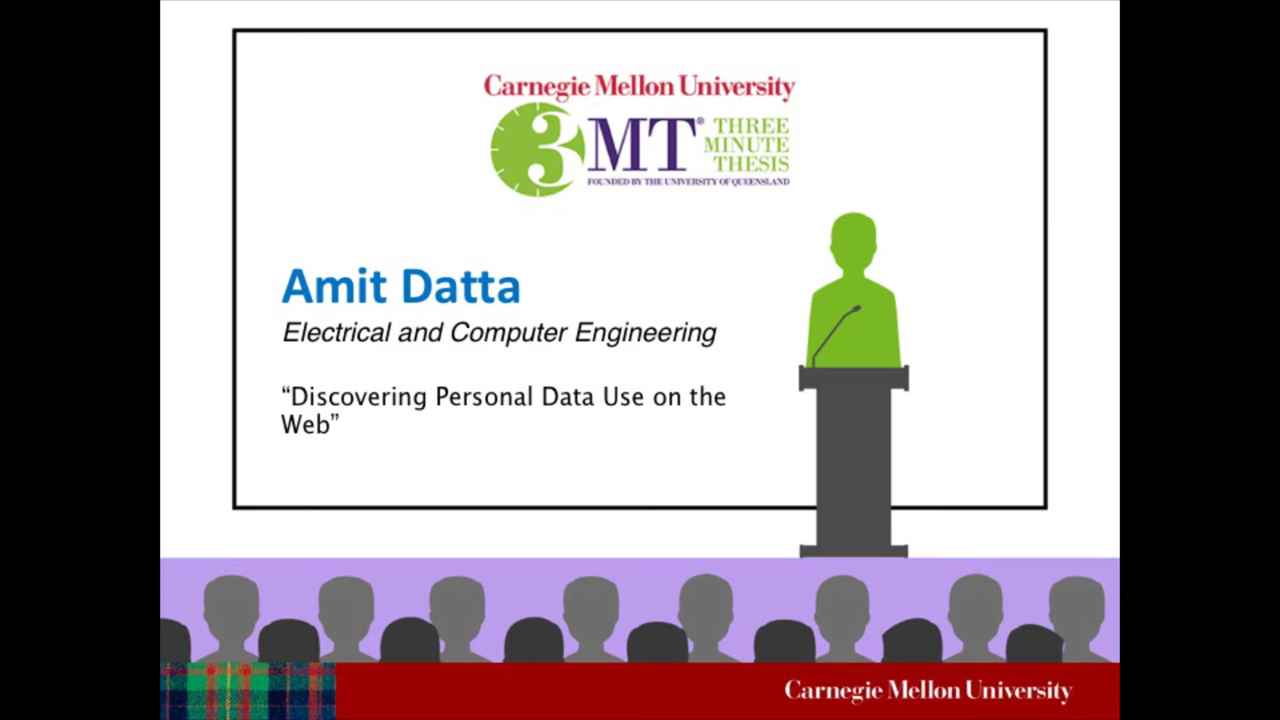 Carnegie Mellon University
3MT® THREE
MINUTE
THESIS
FOUNDED BY THE UNIVERSITY OF QUEENSLAND
Amit Datta
Electrical and Computer Engineering
“Discovering Personal Data Use on the
Web”
Carnegie Mellon University